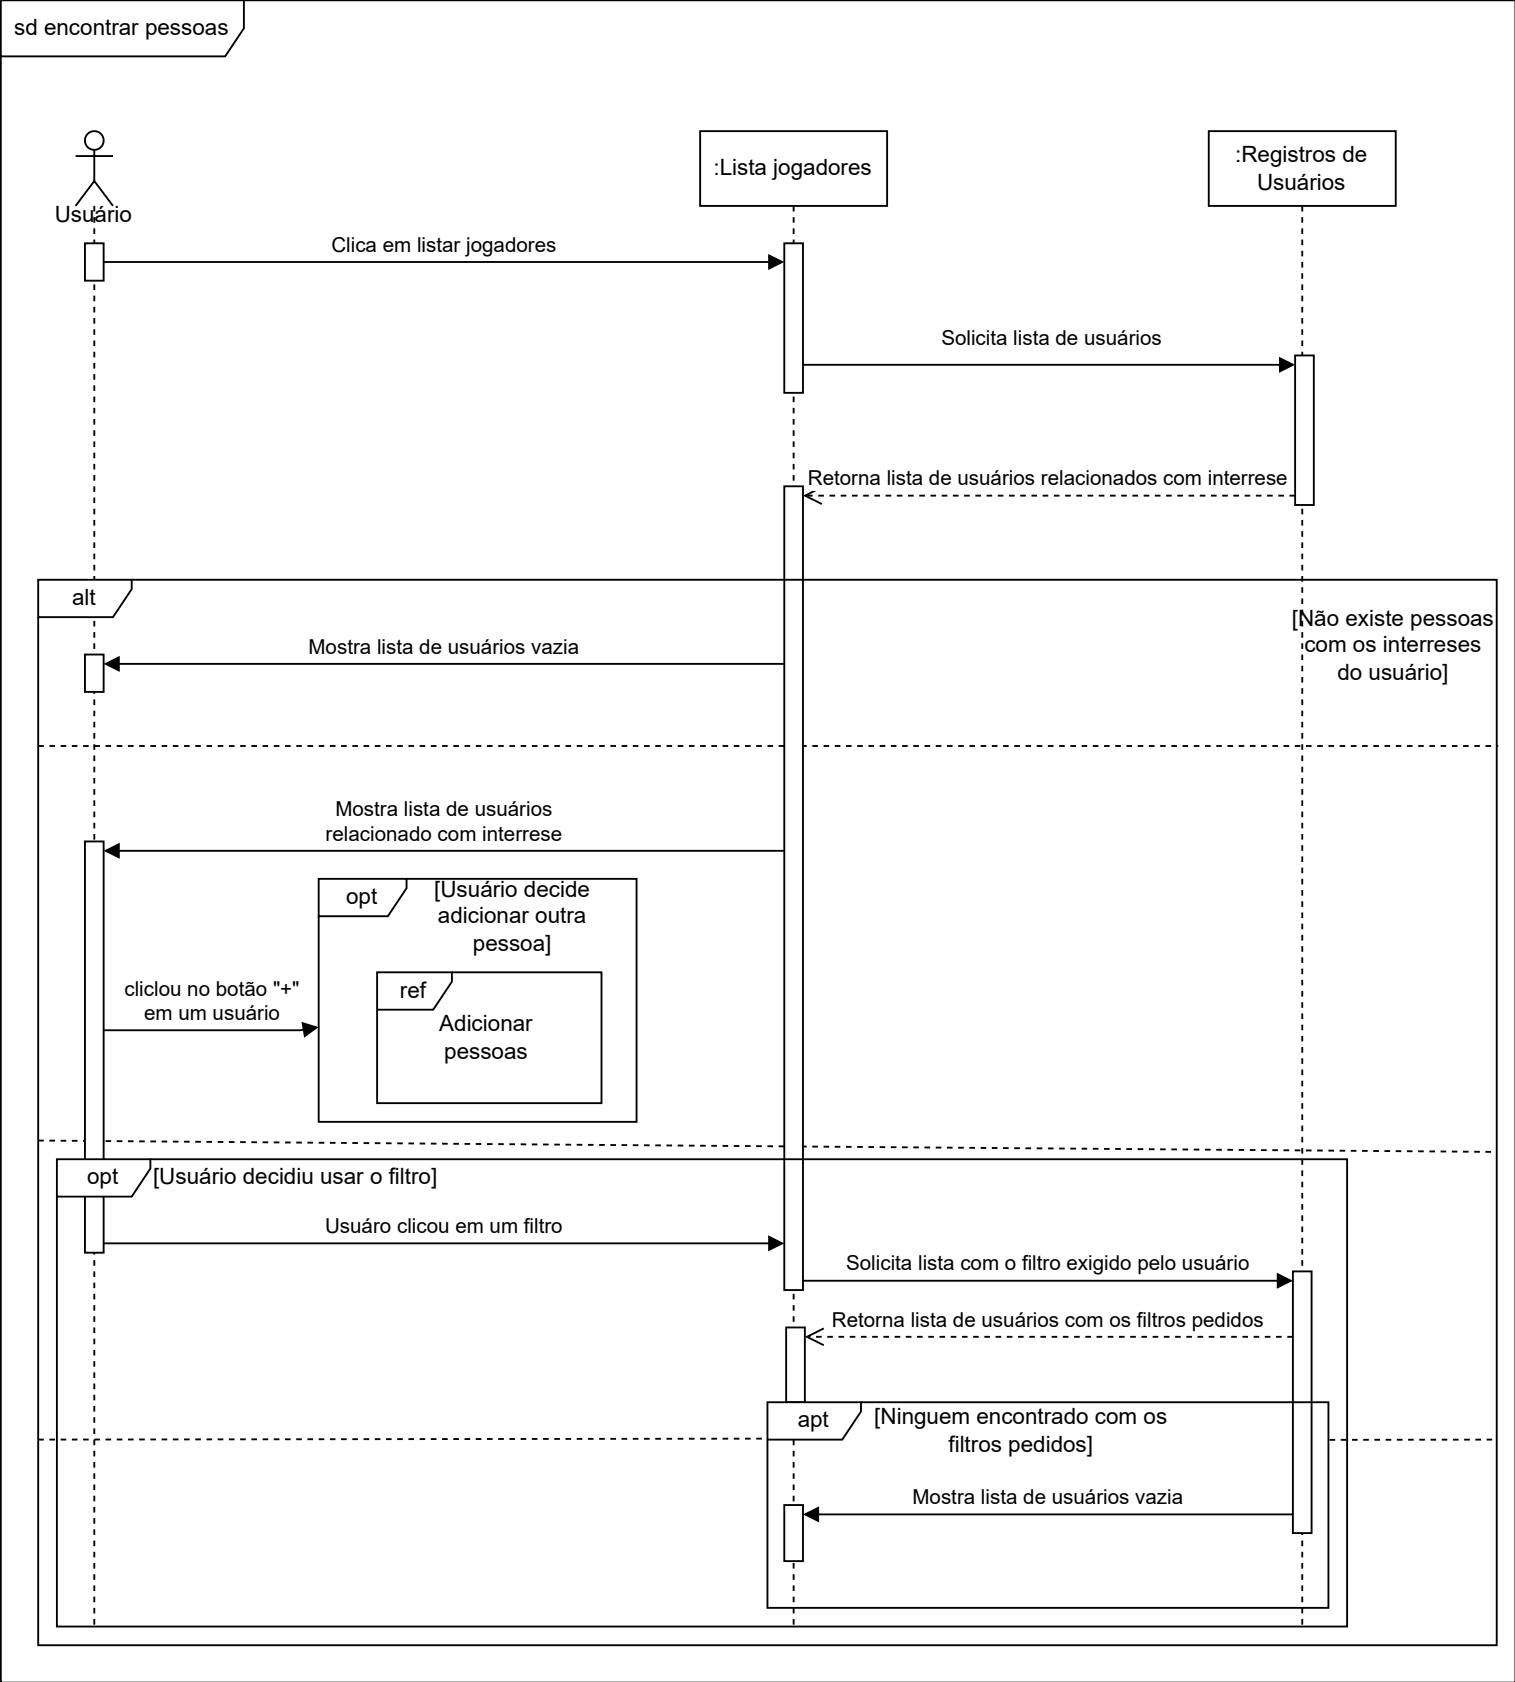 sd encontrar pessoas
Usuário
:Lista jogadores
:Registros de
Usuários
Clica em listar jogadores
Solicita lista de usuários
Retorna lista de usuários relacionados com interrese
alt
[Não existe pessoas
com os interreses
do usuário]
Mostra lista de usuários vazia
Mostra lista de usuários
relacionado com interrese
opt
[Usuário decide
adicionar outra
pessoa]
ref
Adicionar
pessoas
cliclou no botão "+"
em um usuário
opt
[Usuário decidiu usar o filtro]
Usuáro clicou em um filtro
Solicita lista com o filtro exigido pelo usuário
Retorna lista de usuários com os filtros pedidos
apt
[Ninguem encontrado com os
filtros pedidos]
Mostra lista de usuários vazia